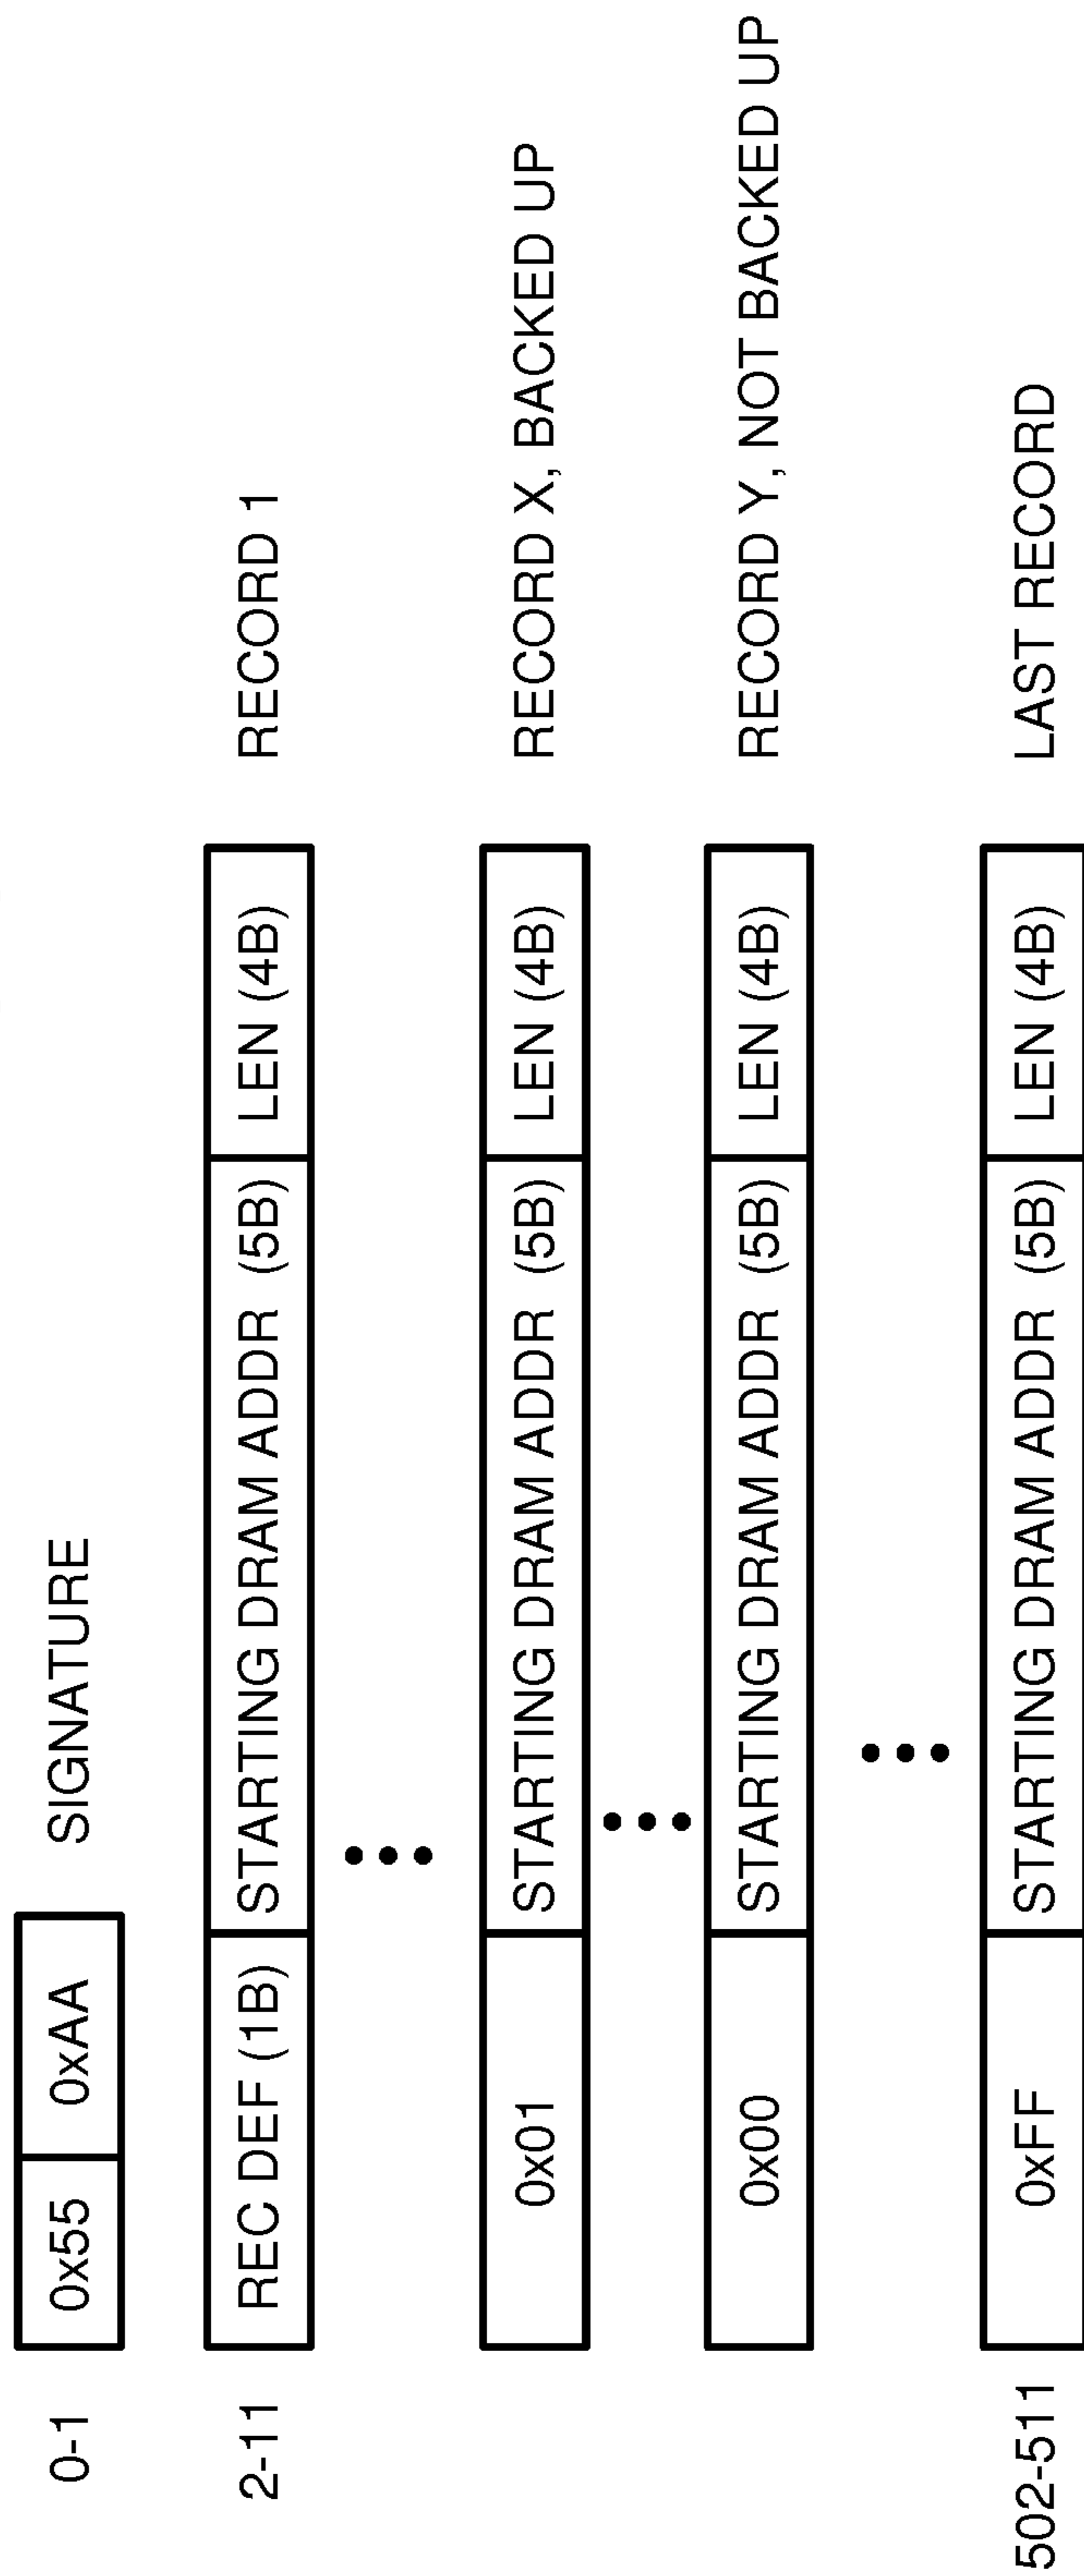 0-1 0x55 0xAA SIGNATURE
2-11 REC DEF (1B) STARTING DRAM ADDR (5B) LEN (4B) RECORD 1
0x01 STARTING DRAM ADDR (5B) LEN (4B) RECORD X, BACKED UP
0x00 STARTING DRAM ADDR (5B) LEN (4B) RECORD Y, NOT BACKED UP
502-511 0xFF STARTING DRAM ADDR (5B) LEN (4B) LAST RECORD